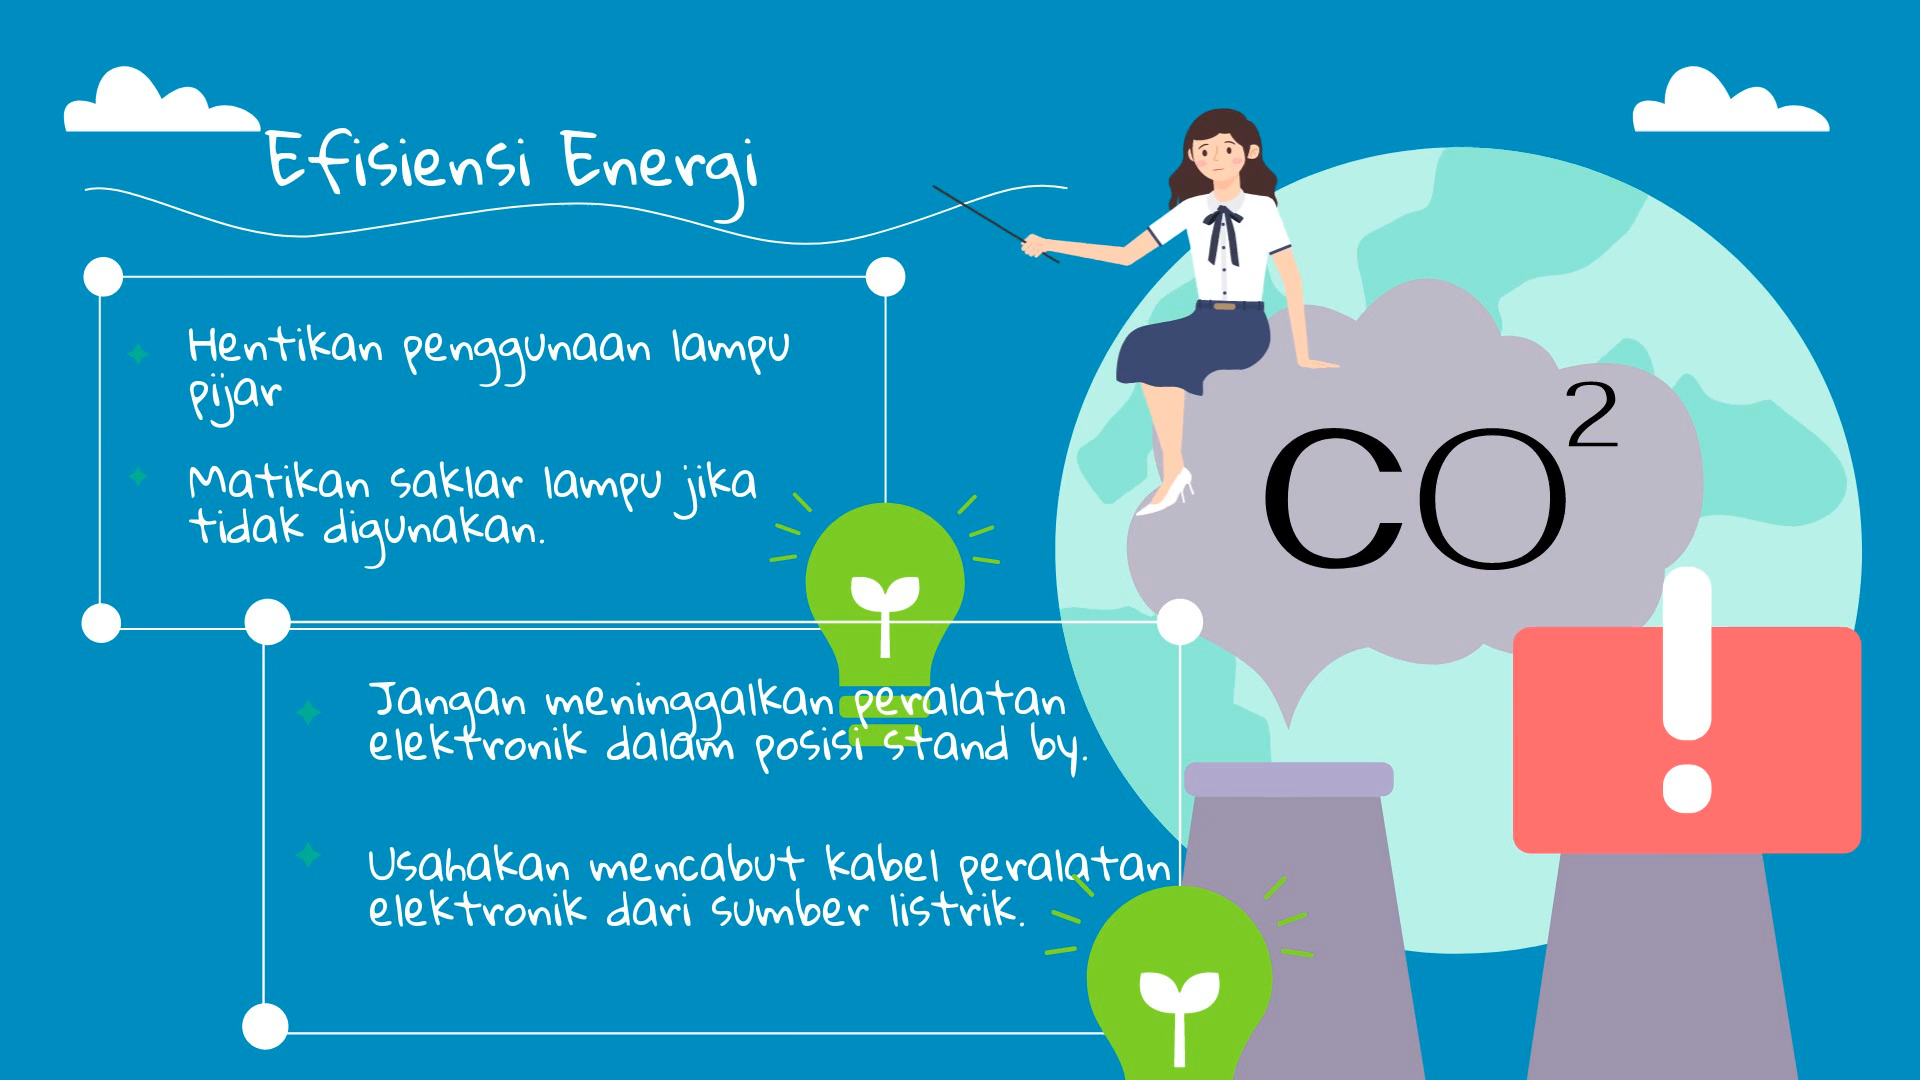 Efisiensi Energi
Hentikan penggunaan lampu
pijar
Matikan saklar lampu jika
tidak digunakan.
Jangan meninggalkan peralatan
elektronik dalam posisi stand by.
Usahakan mencabut kabel peralatan
elektronik dari sumber listrik.
CO²
!